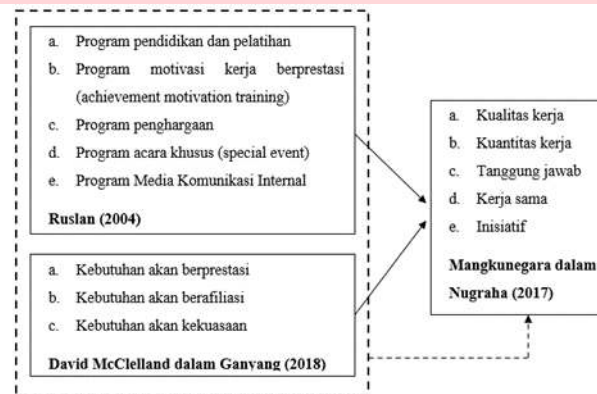 a. Program pendidikan dan pelatihan
b. Program motivasi kerja berprestasi
(achievement motivation training)
c. Program penghargaan
d. Program acara khusus (special event)
e. Program Media Komunikasi Internal
Ruslan (2004)
a. Kebutuhan akan berprestasi
b. Kebutuhan akan berafiliasi
c. Kebutuhan akan kekuasaan
David McClelland dalam Ganyang (2018)
a. Kualitas kerja
b. Kuantitas kerja
c. Tanggung jawab
d. Kerja sama
e. Inisiatif
Mangkunegara dalam
Nugraha (2017)